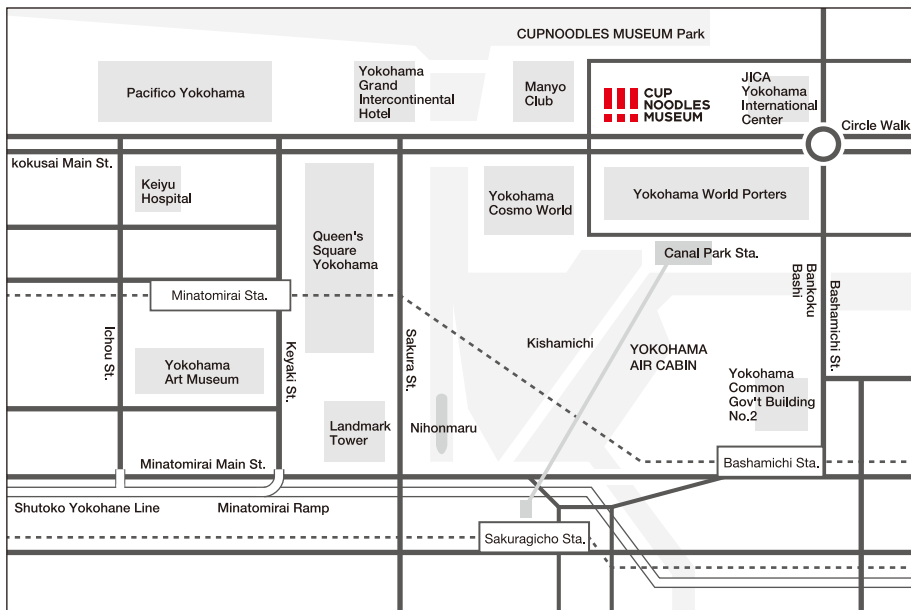 CUPNOODLES MUSEUM Park
Pacifico Yokohama
Yokohama
Grand
Intercontinental
Hotel
Manyo
Club
CUP
NOODLES
MUSEUM
JICA
Yokohama
International
Center
Circle Walk
kokusai Main St.
Keiyu
Hospital
Yokohama
Cosmo World
Yokohama World Porters
Queen's
Square
Yokohama
Canal Park Sta.
Minatomirai Sta.
Bankoku
Bashi
Bashamichi St.
Ichou St.
Keyaki St.
Sakura St.
Kishamichi
YOKOHAMA
AIR CABIN
Yokohama
Art Museum
Yokohama
Common
Gov't Building
No.2
Landmark
Tower
Nihonmaru
Minatomirai Main St.
Bashamichi Sta.
Shutoko Yokohane Line
Minatomirai Ramp
Sakuragicho Sta.